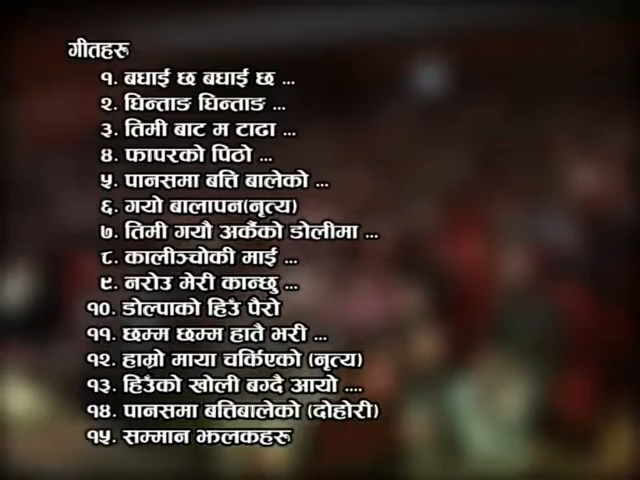 गीतहरू
१. बधाई छ बधाई छ ...
२. धिन्ताङ धिन्ताङ ...
३. तिमी बाट म टाढा ...
४. फापरको पिठो ...
५. पानसमा बत्ति बालेको ...
६. गयो बालापन(नृत्य)
७. तिमी गयौ अर्कैको डोलीमा ...
८. कालीञ्चोकी माई ...
९. नरोउ मेरी कान्छु ...
१०. डोल्पाको हिउँ पैरो
११. छम्म छम्म हातै भरी ...
१२. हाम्रो माया चर्किएको (नृत्य)
१३. हिउँको खोली बग्दै आयो ....
१४. पानसमा बत्तिबालेको (दोहोरी)
१५. सम्मान झलकहरू